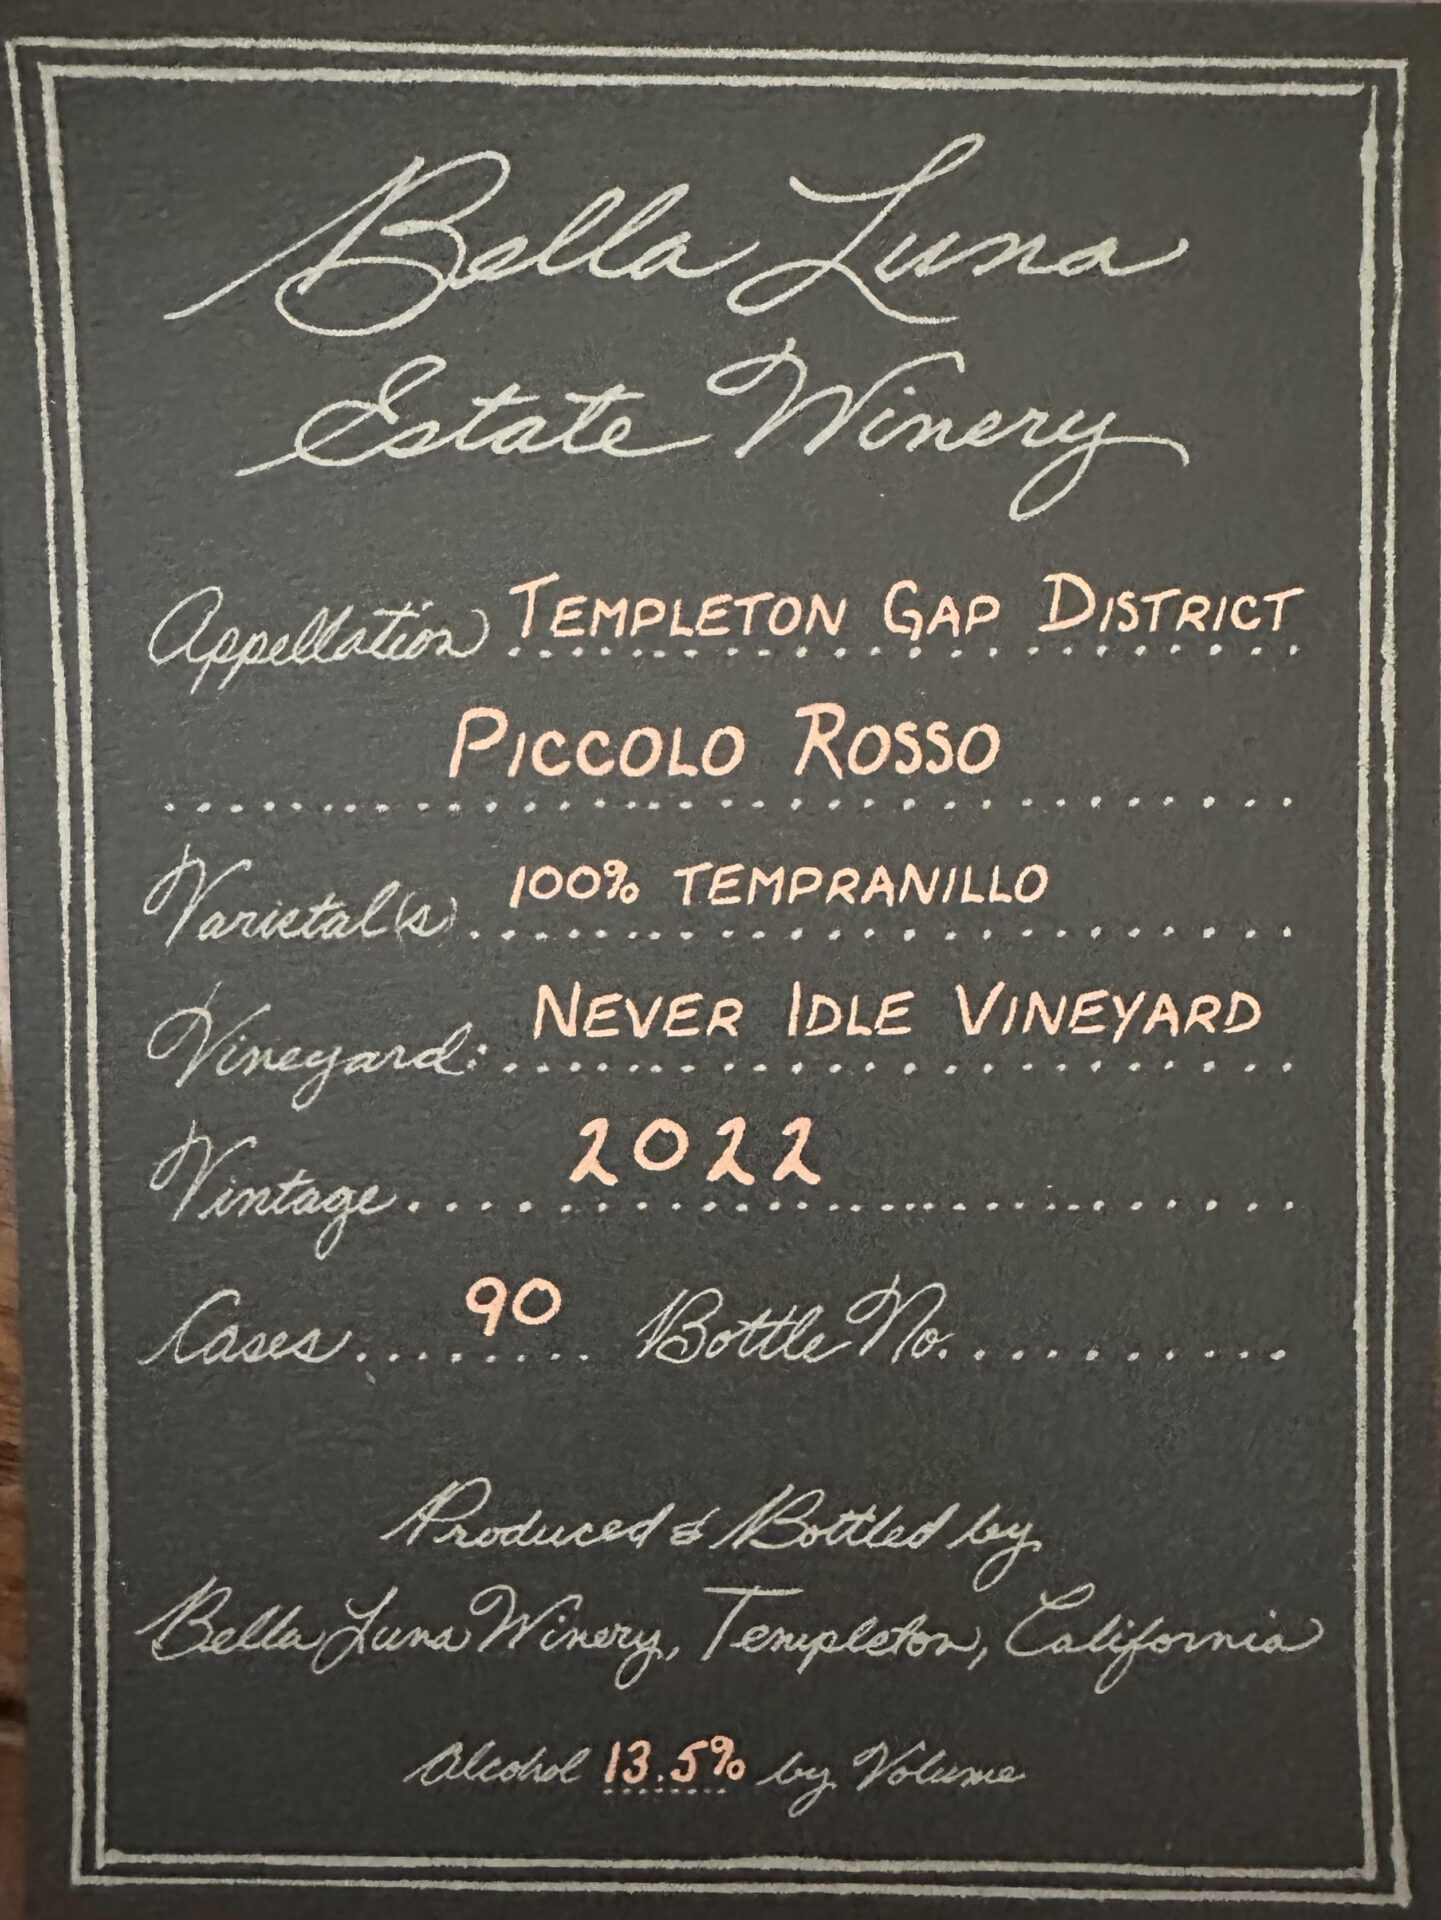 Bella Luna
Estate Winery
Appellation TEMPLETON GAP DISTRICT
PICCOLO ROSSO
Varietal(s) 100% TEMPRANILLO
Vineyard: NEVER IDLE VINEYARD
Vintage 2022
Cases 90 Bottle No.
Produced & Bottled by
Bella Luna Winery, Templeton, California
Alcohol 13.5% by Volume